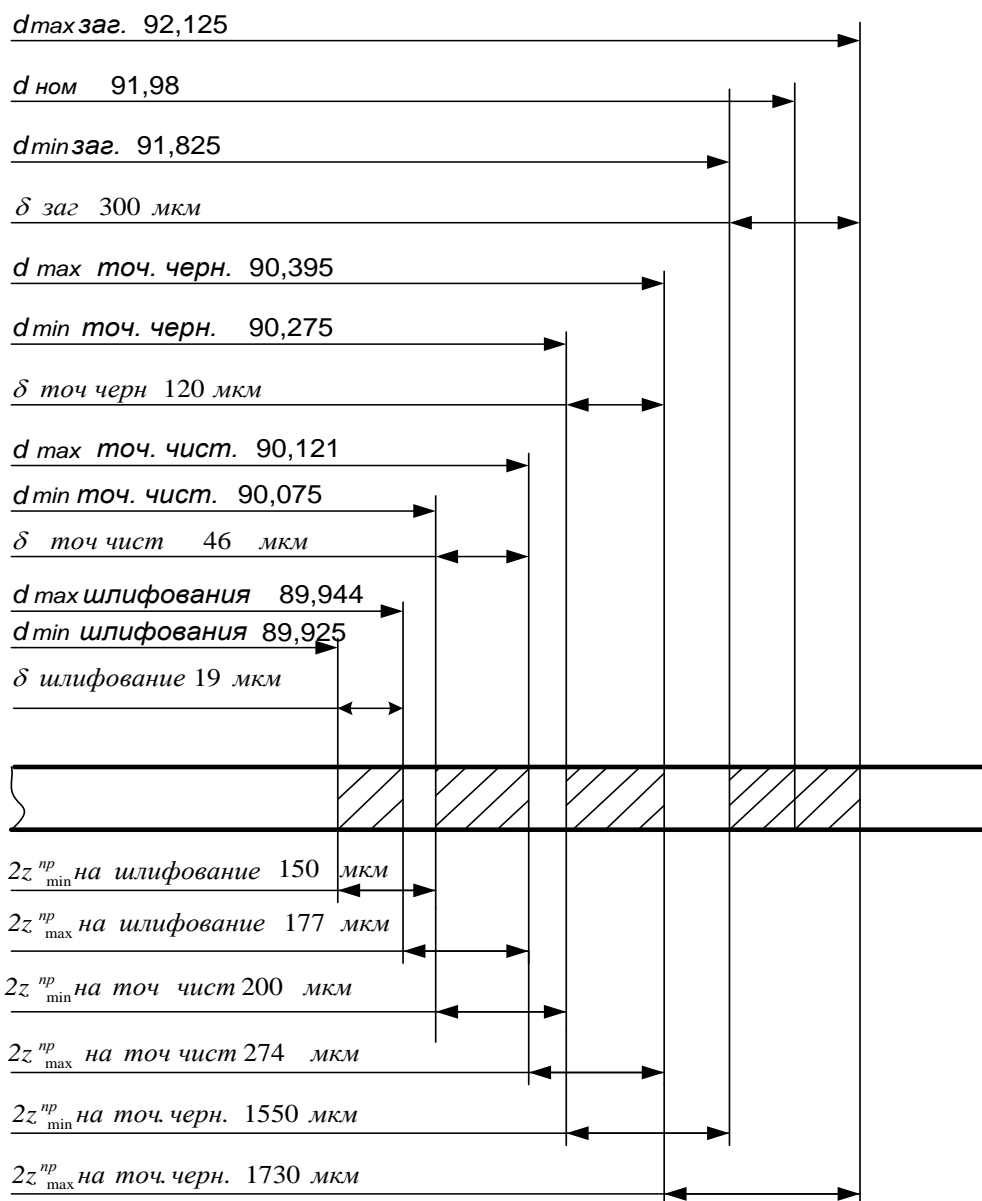 d max заг. 92,125
d ном 91,98
d min заг. 91,825
δ заг 300 мкм
d max точ. черн. 90,395
d min точ. черн. 90,275
δ точ черн 120 мкм
d max точ. чист. 90,121
d min точ. чист. 90,075
δ точ чист 46 мкм
d max шлифования 89,944
d min шлифования 89,925
δ шлифование 19 мкм
2z пр min на шлифование 150 мкм
2z пр max на шлифование 177 мкм
2z пр min на точ чист 200 мкм
2z пр max на точ чист 274 мкм
2z пр min на точ. черн. 1550 мкм
2z пр max на точ. черн. 1730 мкм